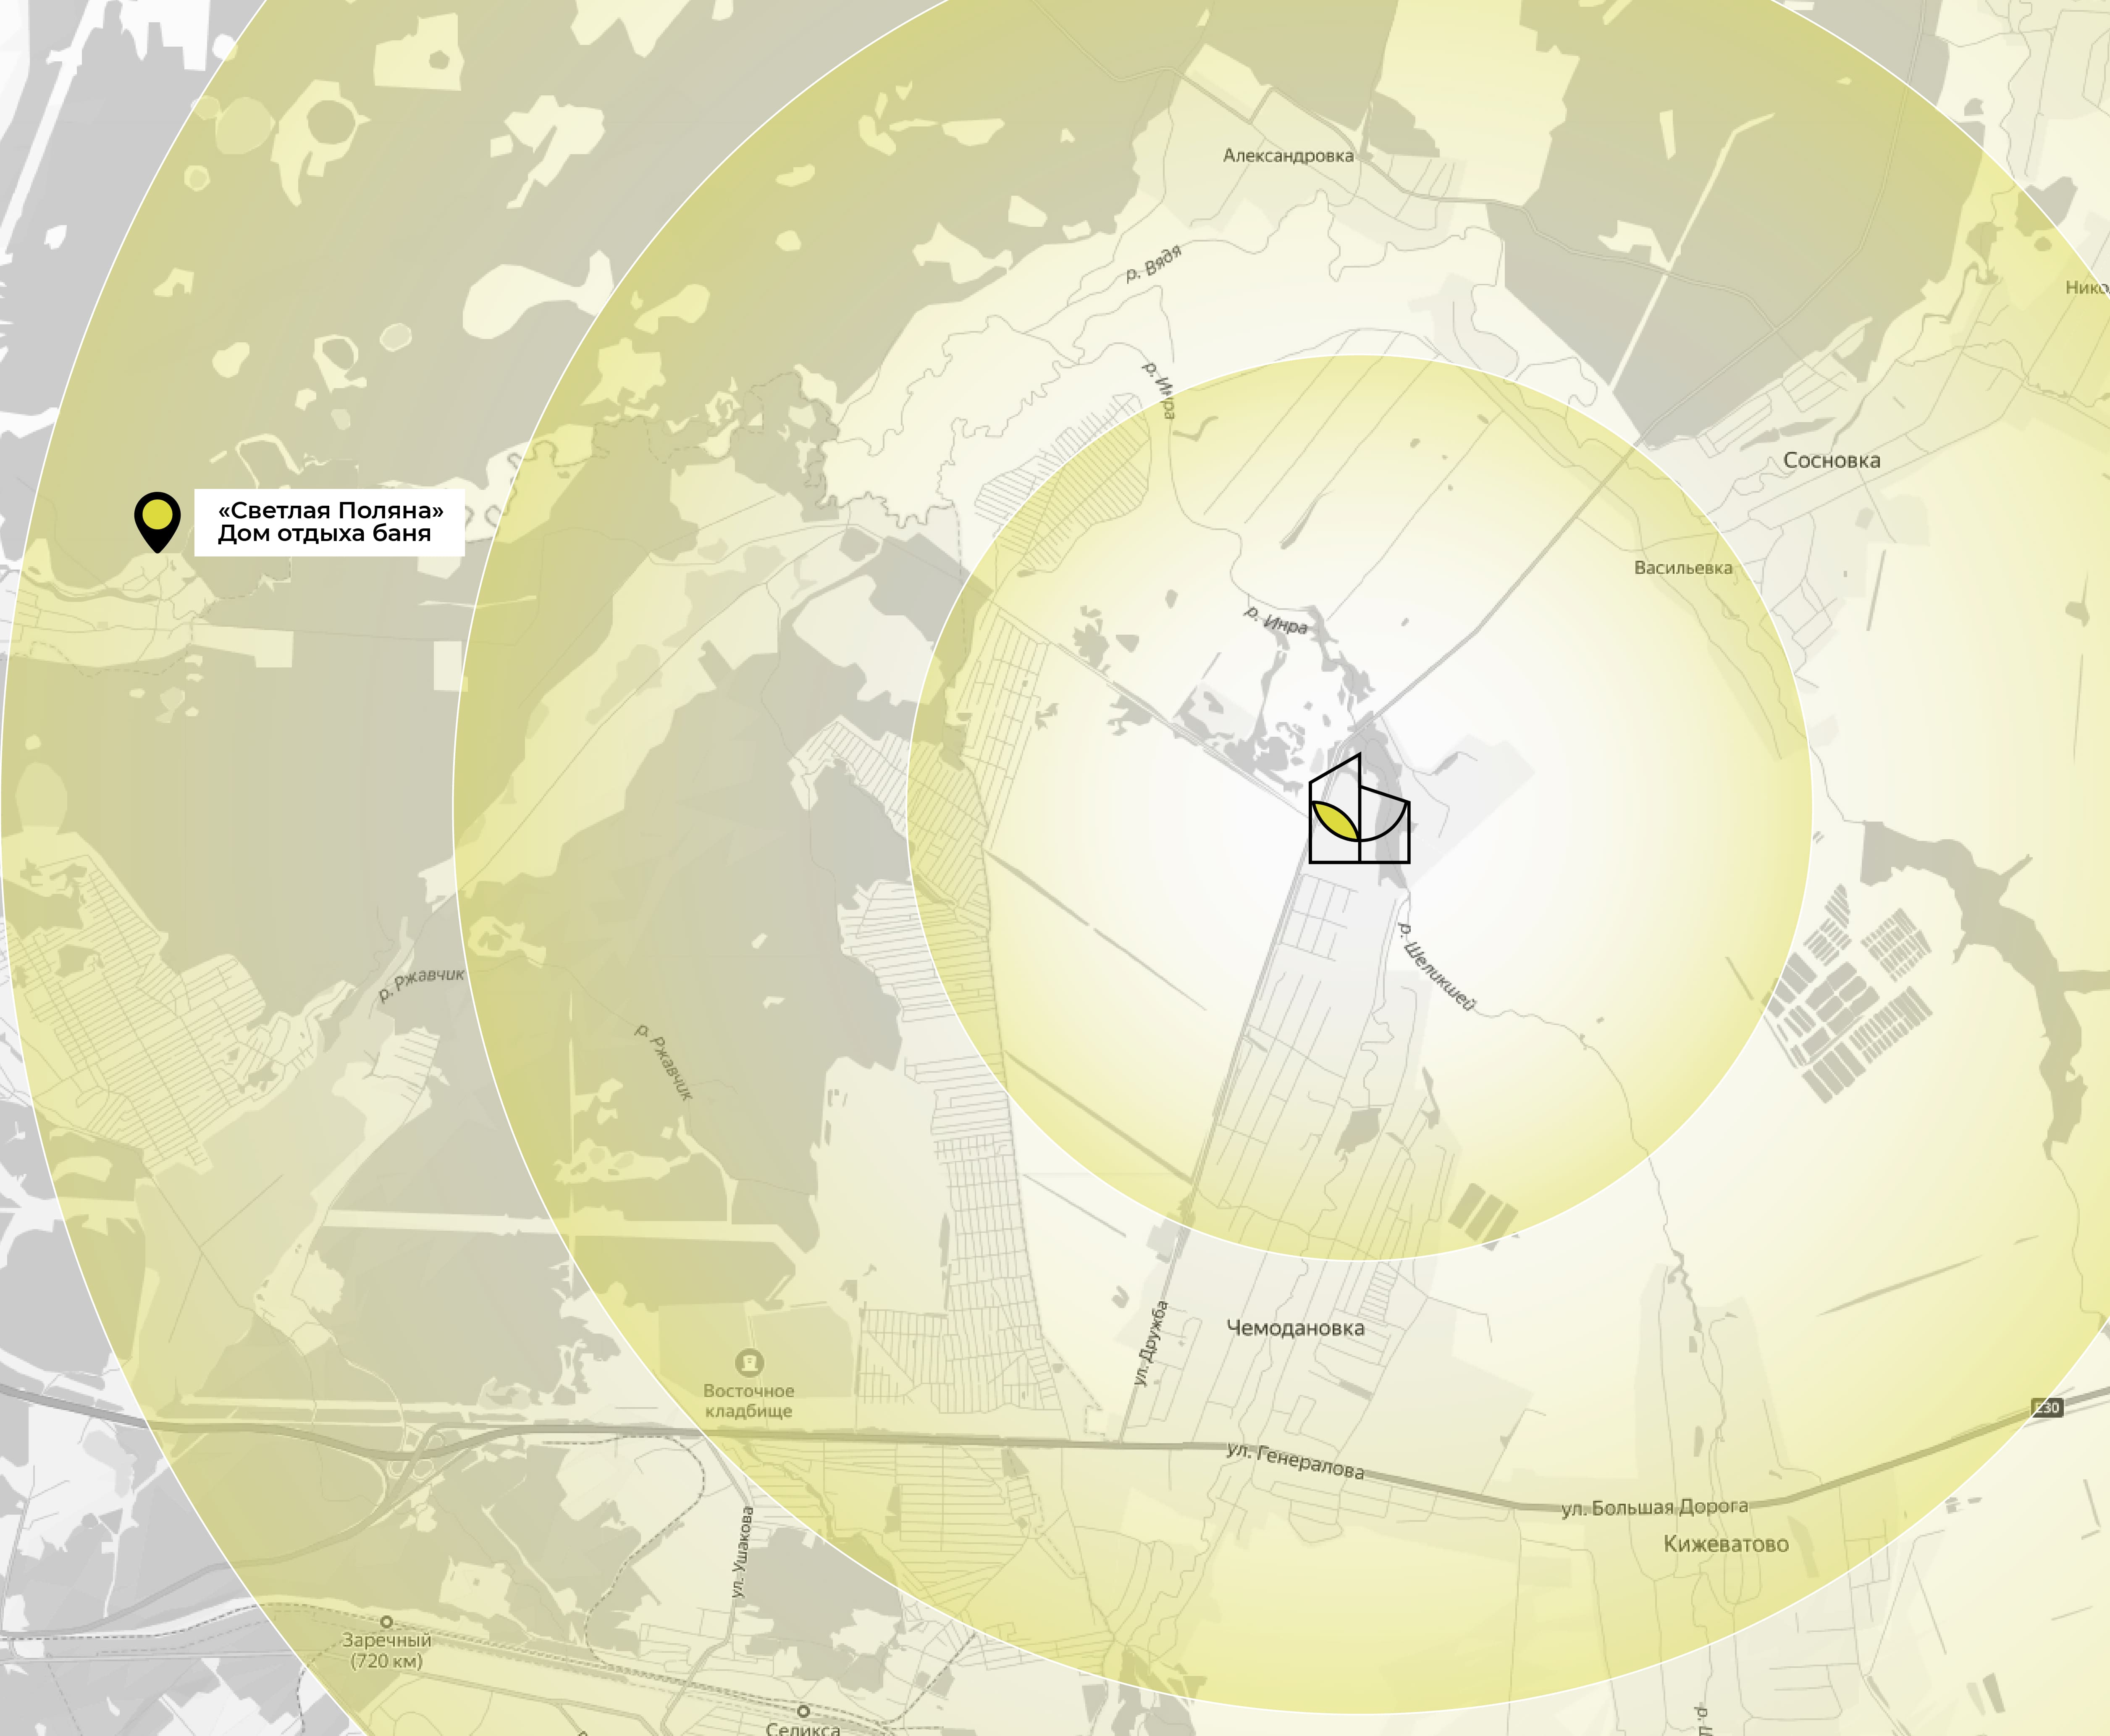 Александровка
р. Вядя
Нико
р. Инра
Сосновка
«Светлая Поляна»
Дом отдыха баня
Васильевка
р. Инра
р. Шеликшей
р. Ржавчик
р. Ржавчик
ул. Дружба
Чемодановка
Восточное
кладбище
E30
ул. Генералова
ул. Большая Дорога
Кижеватово
ул. Ушакова
Заречный
(720 км)
Селикса